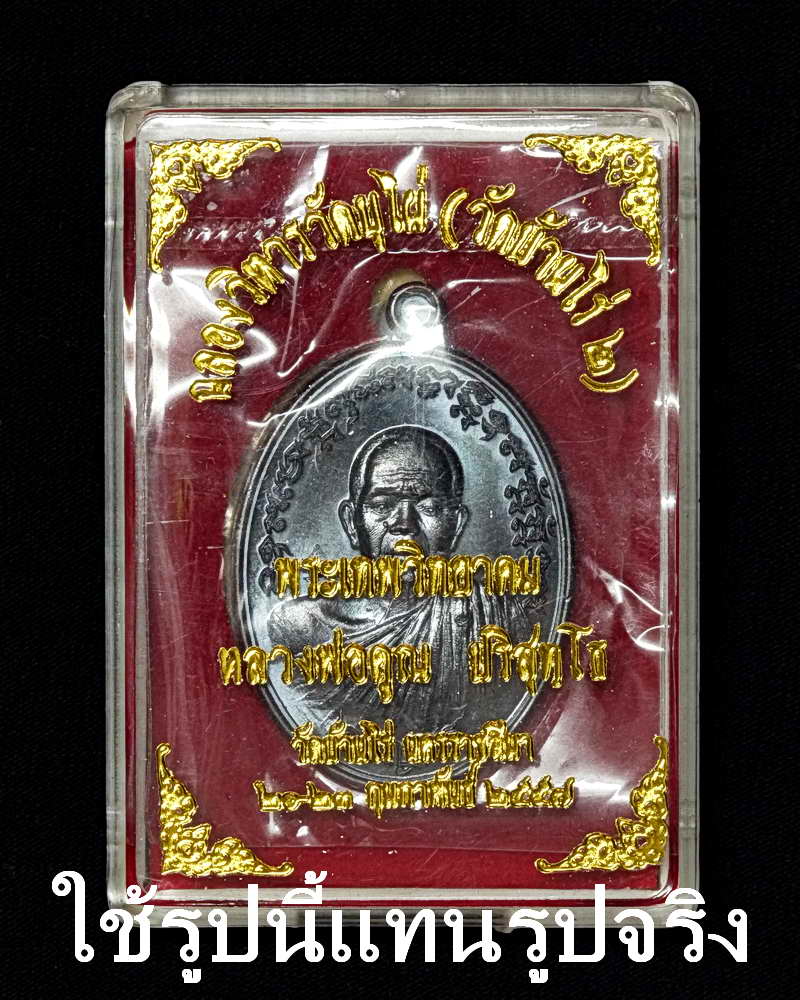 ฉลองวิหารวัดบุไผ่ (วัดบ้านไร่ ๒)
พระเทพวิทยาคม
หลวงพ่อคูณ ปริสุทฺโธ
วัดบ้านไร่ นครราชสีมา
๒๑-๒๓ กุมภาพันธ์ ๒๕๕๗
ใช้รูปนี้แทนรูปจริง